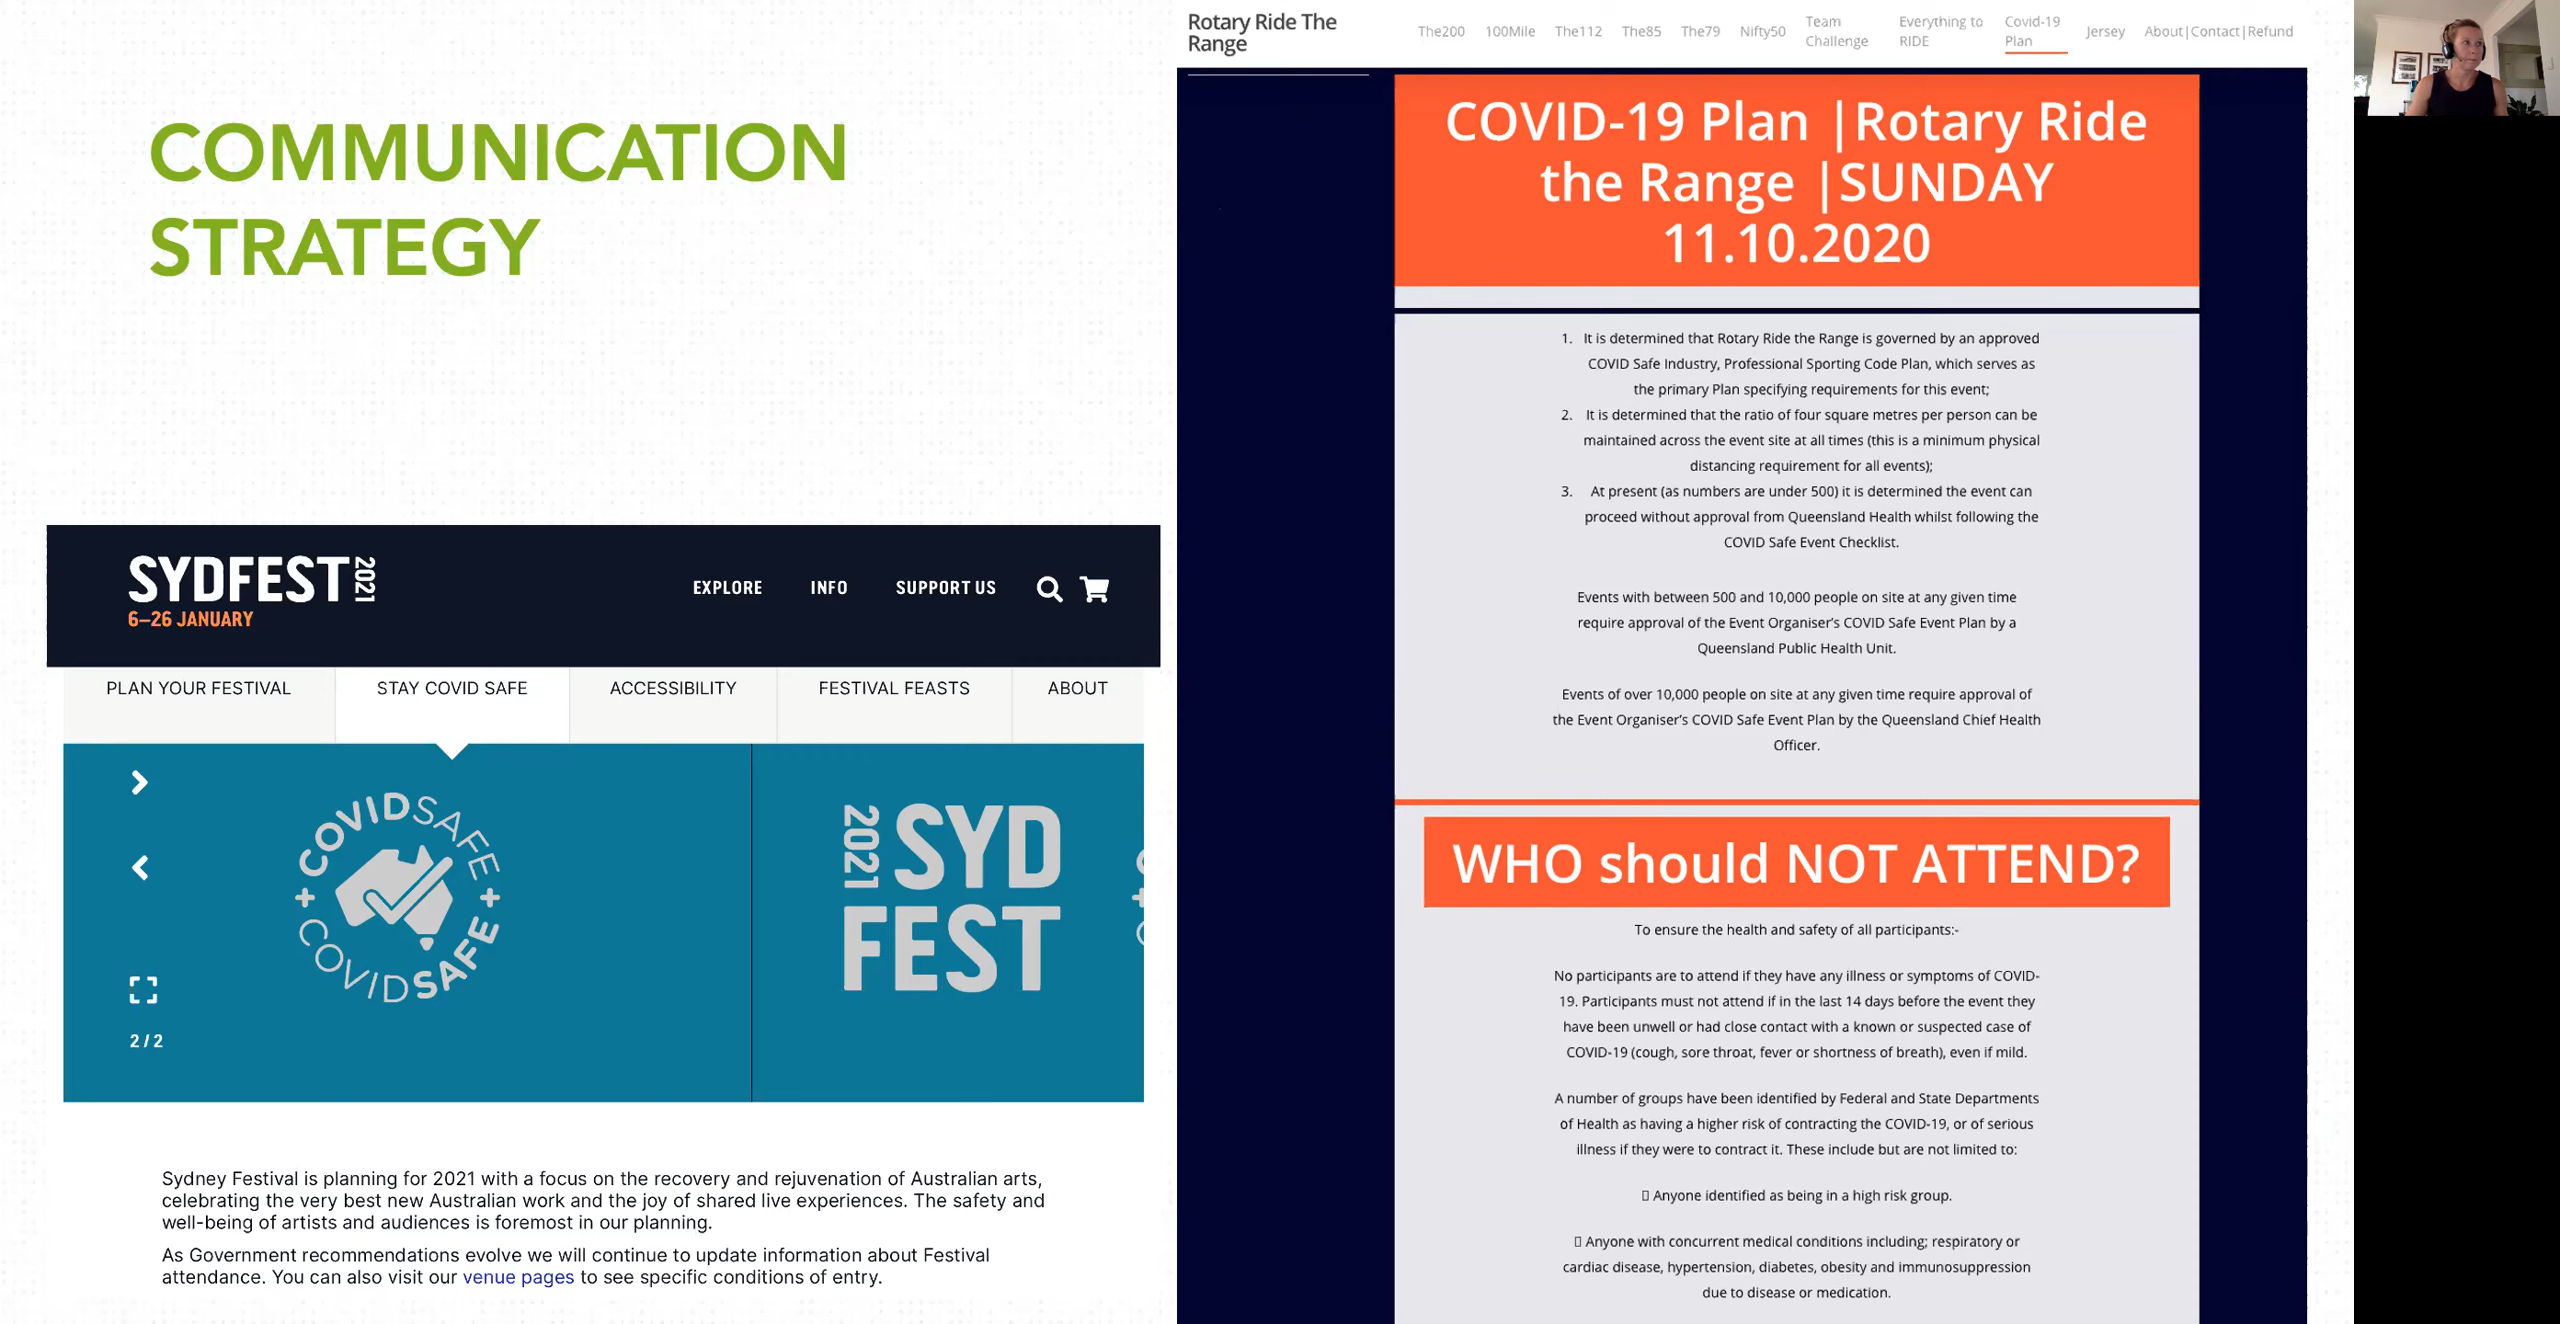 COMMUNICATION
STRATEGY
SYDFEST 2021
6–26 JANUARY
EXPLORE
INFO
SUPPORT US
PLAN YOUR FESTIVAL
STAY COVID SAFE
ACCESSIBILITY
FESTIVAL FEASTS
ABOUT
COVIDSAFE + COVIDSAFE +
2/2
2021 SYD
FEST
Sydney Festival is planning for 2021 with a focus on the recovery and rejuvenation of Australian arts,
celebrating the very best new Australian work and the joy of shared live experiences. The safety and
well-being of artists and audiences is foremost in our planning.
As Government recommendations evolve we will continue to update information about Festival
attendance. You can also visit our venue pages to see specific conditions of entry.
Rotary Ride The
Range
The200
100Mile
The112
The85
The79
Nifty50
Team
Challenge
Everything to
RIDE
Covid-19
Plan
Jersey
About|Contact|Refund
COVID-19 Plan |Rotary Ride
the Range |SUNDAY
11.10.2020
1. It is determined that Rotary Ride the Range is governed by an approved
COVID Safe Industry, Professional Sporting Code Plan, which serves as
the primary Plan specifying requirements for this event;
2. It is determined that the ratio of four square metres per person can be
maintained across the event site at all times (this is a minimum physical
distancing requirement for all events);
3. At present (as numbers are under 500) it is determined the event can
proceed without approval from Queensland Health whilst following the
COVID Safe Event Checklist.
Events with between 500 and 10,000 people on site at any given time
require approval of the Event Organiser's COVID Safe Event Plan by a
Queensland Public Health Unit.
Events of over 10,000 people on site at any given time require approval of
the Event Organiser's COVID Safe Event Plan by the Queensland Chief Health
Officer.
WHO should NOT ATTEND?
To ensure the health and safety of all participants:-
No participants are to attend if they have any illness or symptoms of COVID-
19. Participants must not attend if in the last 14 days before the event they
have been unwell or had close contact with a known or suspected case of
COVID-19 (cough, sore throat, fever or shortness of breath), even if mild.
A number of groups have been identified by Federal and State Departments
of Health as having a higher risk of contracting the COVID-19, or of serious
illness if they were to contract it. These include but are not limited to:
Anyone identified as being in a high risk group.
Anyone with concurrent medical conditions including; respiratory or
cardiac disease, hypertension, diabetes, obesity and immunosuppression
due to disease or medication.